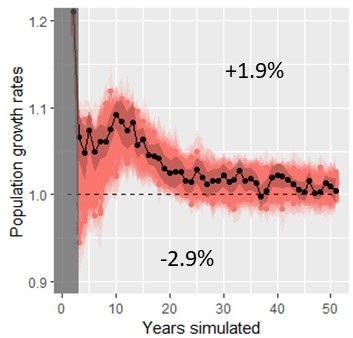 Population growth rates
1.2
1.1
1.0
0.9
+1.9%
-2.9%
0 10 20 30 40 50
Years simulated